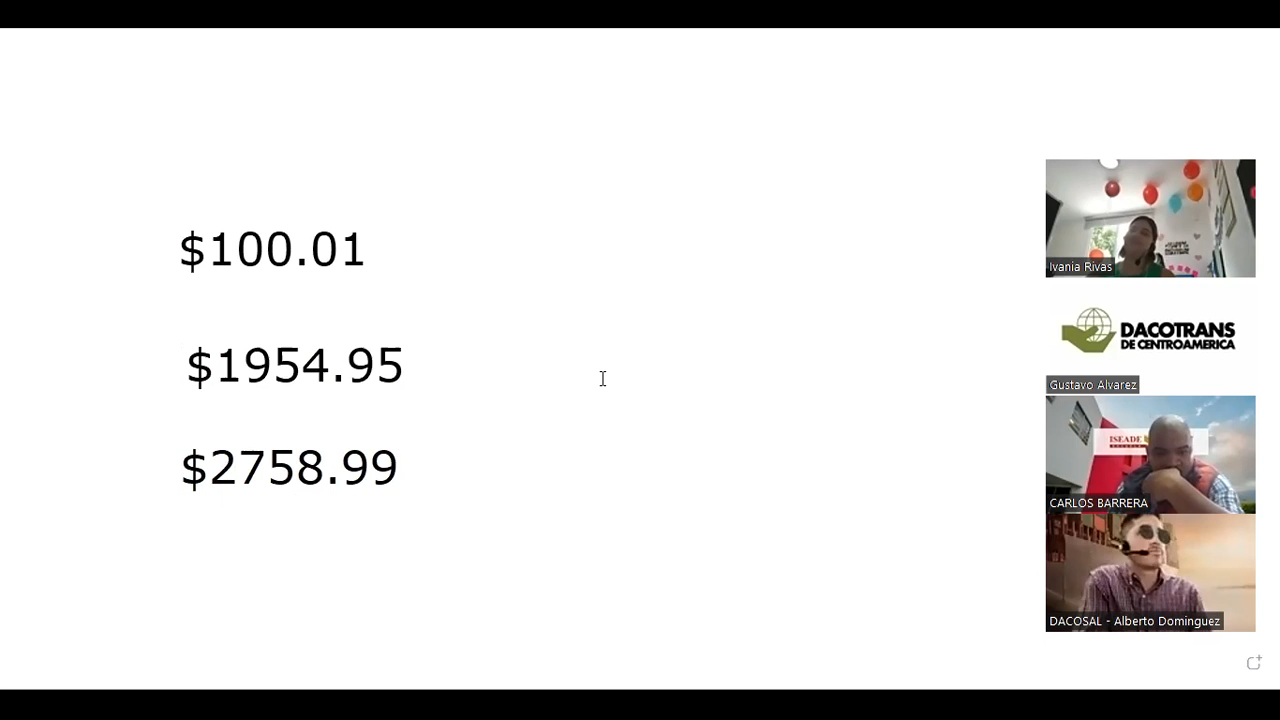 $100.01
$1954.95
$2758.99
Ivania Rivas
DACOTRANS
DE CENTROAMERICA
Gustavo Alvarez
ISEADE
CARLOS BARRERA
DACOSAL - Alberto Dominguez